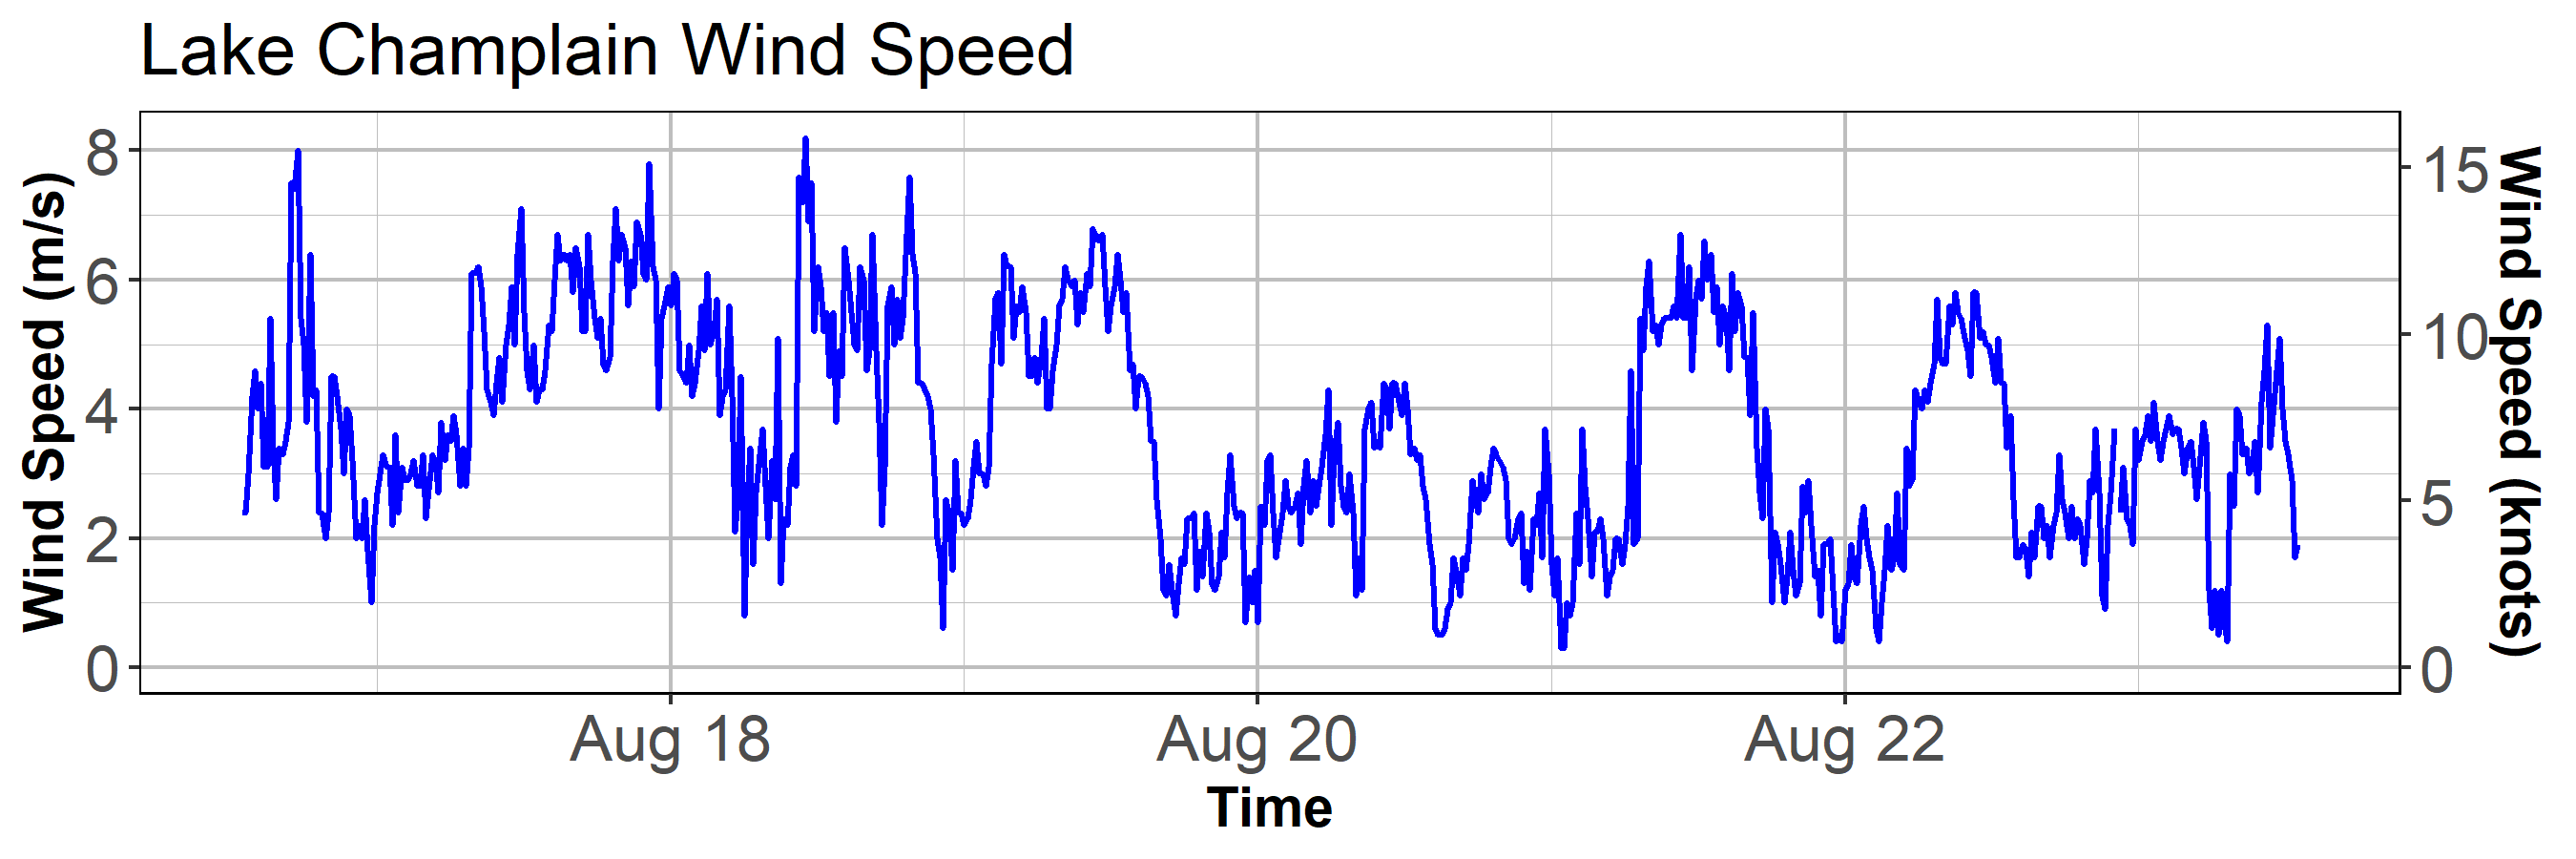 Lake Champlain Wind Speed
Wind Speed (m/s)
8
6
4
2
0
15
10
5
0
Wind Speed (knots)
Aug 18
Aug 20
Aug 22
Time